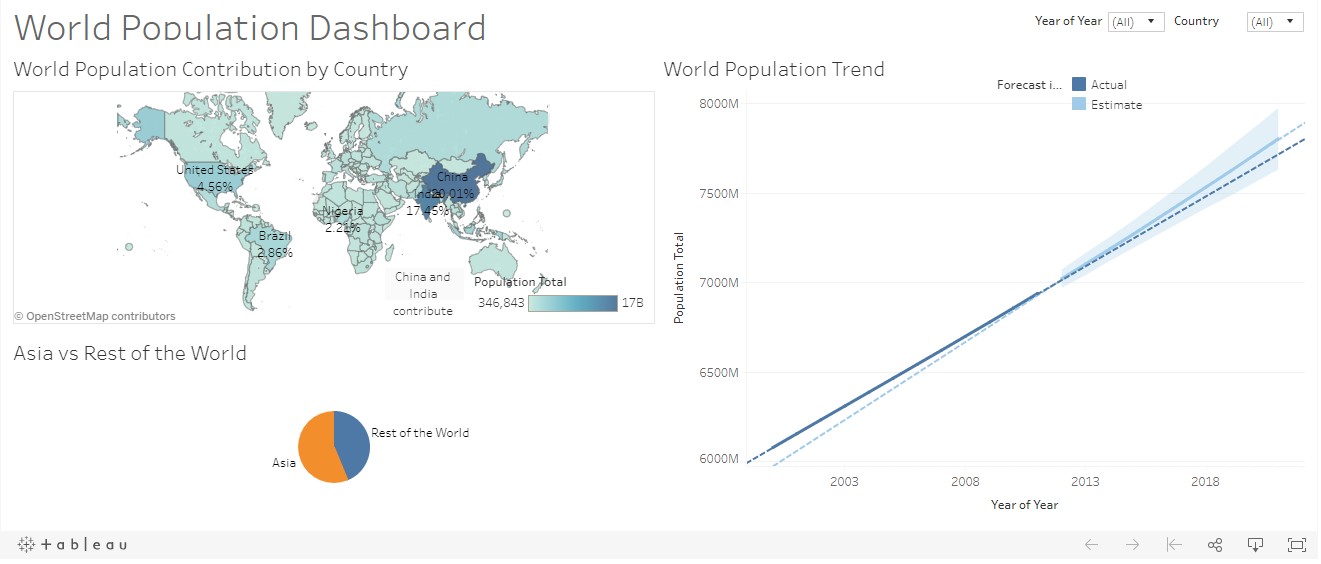 World Population Dashboard
Year of Year
(All)
Country
(All)
World Population Contribution by Country
United States
4.56%
China
20.01%
India
17.45%
Nigeria
2.21%
Brazil
2.86%
China and
India
contribute
Population Total
346,843
17B
© OpenStreetMap contributors
World Population Trend
Forecast i...
Actual
Estimate
8000M
7500M
7000M
6500M
6000M
Population Total
2003
2008
2013
2018
Year of Year
Asia vs Rest of the World
Rest of the World
Asia
+ableau